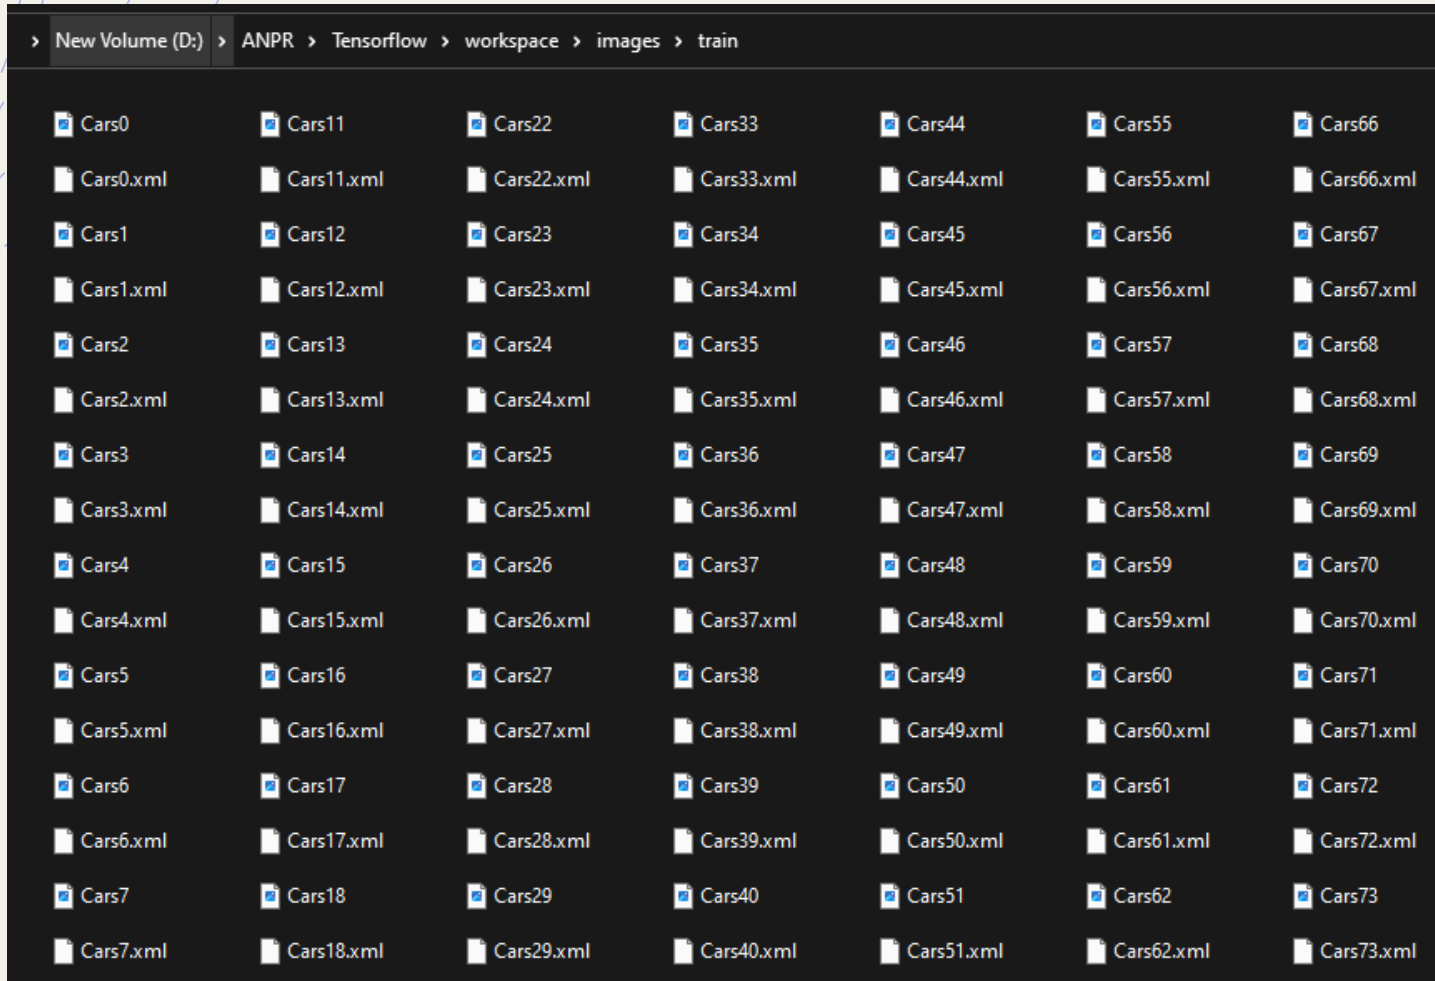 › New Volume (D:) › ANPR › Tensorflow › workspace › images › train
Cars0 Cars11 Cars22 Cars33 Cars44 Cars55 Cars66
Cars0.xml Cars11.xml Cars22.xml Cars33.xml Cars44.xml Cars55.xml Cars66.xml
Cars1 Cars12 Cars23 Cars34 Cars45 Cars56 Cars67
Cars1.xml Cars12.xml Cars23.xml Cars34.xml Cars45.xml Cars56.xml Cars67.xml
Cars2 Cars13 Cars24 Cars35 Cars46 Cars57 Cars68
Cars2.xml Cars13.xml Cars24.xml Cars35.xml Cars46.xml Cars57.xml Cars68.xml
Cars3 Cars14 Cars25 Cars36 Cars47 Cars58 Cars69
Cars3.xml Cars14.xml Cars25.xml Cars36.xml Cars47.xml Cars58.xml Cars69.xml
Cars4 Cars15 Cars26 Cars37 Cars48 Cars59 Cars70
Cars4.xml Cars15.xml Cars26.xml Cars37.xml Cars48.xml Cars59.xml Cars70.xml
Cars5 Cars16 Cars27 Cars38 Cars49 Cars60 Cars71
Cars5.xml Cars16.xml Cars27.xml Cars38.xml Cars49.xml Cars60.xml Cars71.xml
Cars6 Cars17 Cars28 Cars39 Cars50 Cars61 Cars72
Cars6.xml Cars17.xml Cars28.xml Cars39.xml Cars50.xml Cars61.xml Cars72.xml
Cars7 Cars18 Cars29 Cars40 Cars51 Cars62 Cars73
Cars7.xml Cars18.xml Cars29.xml Cars40.xml Cars51.xml Cars62.xml Cars73.xml